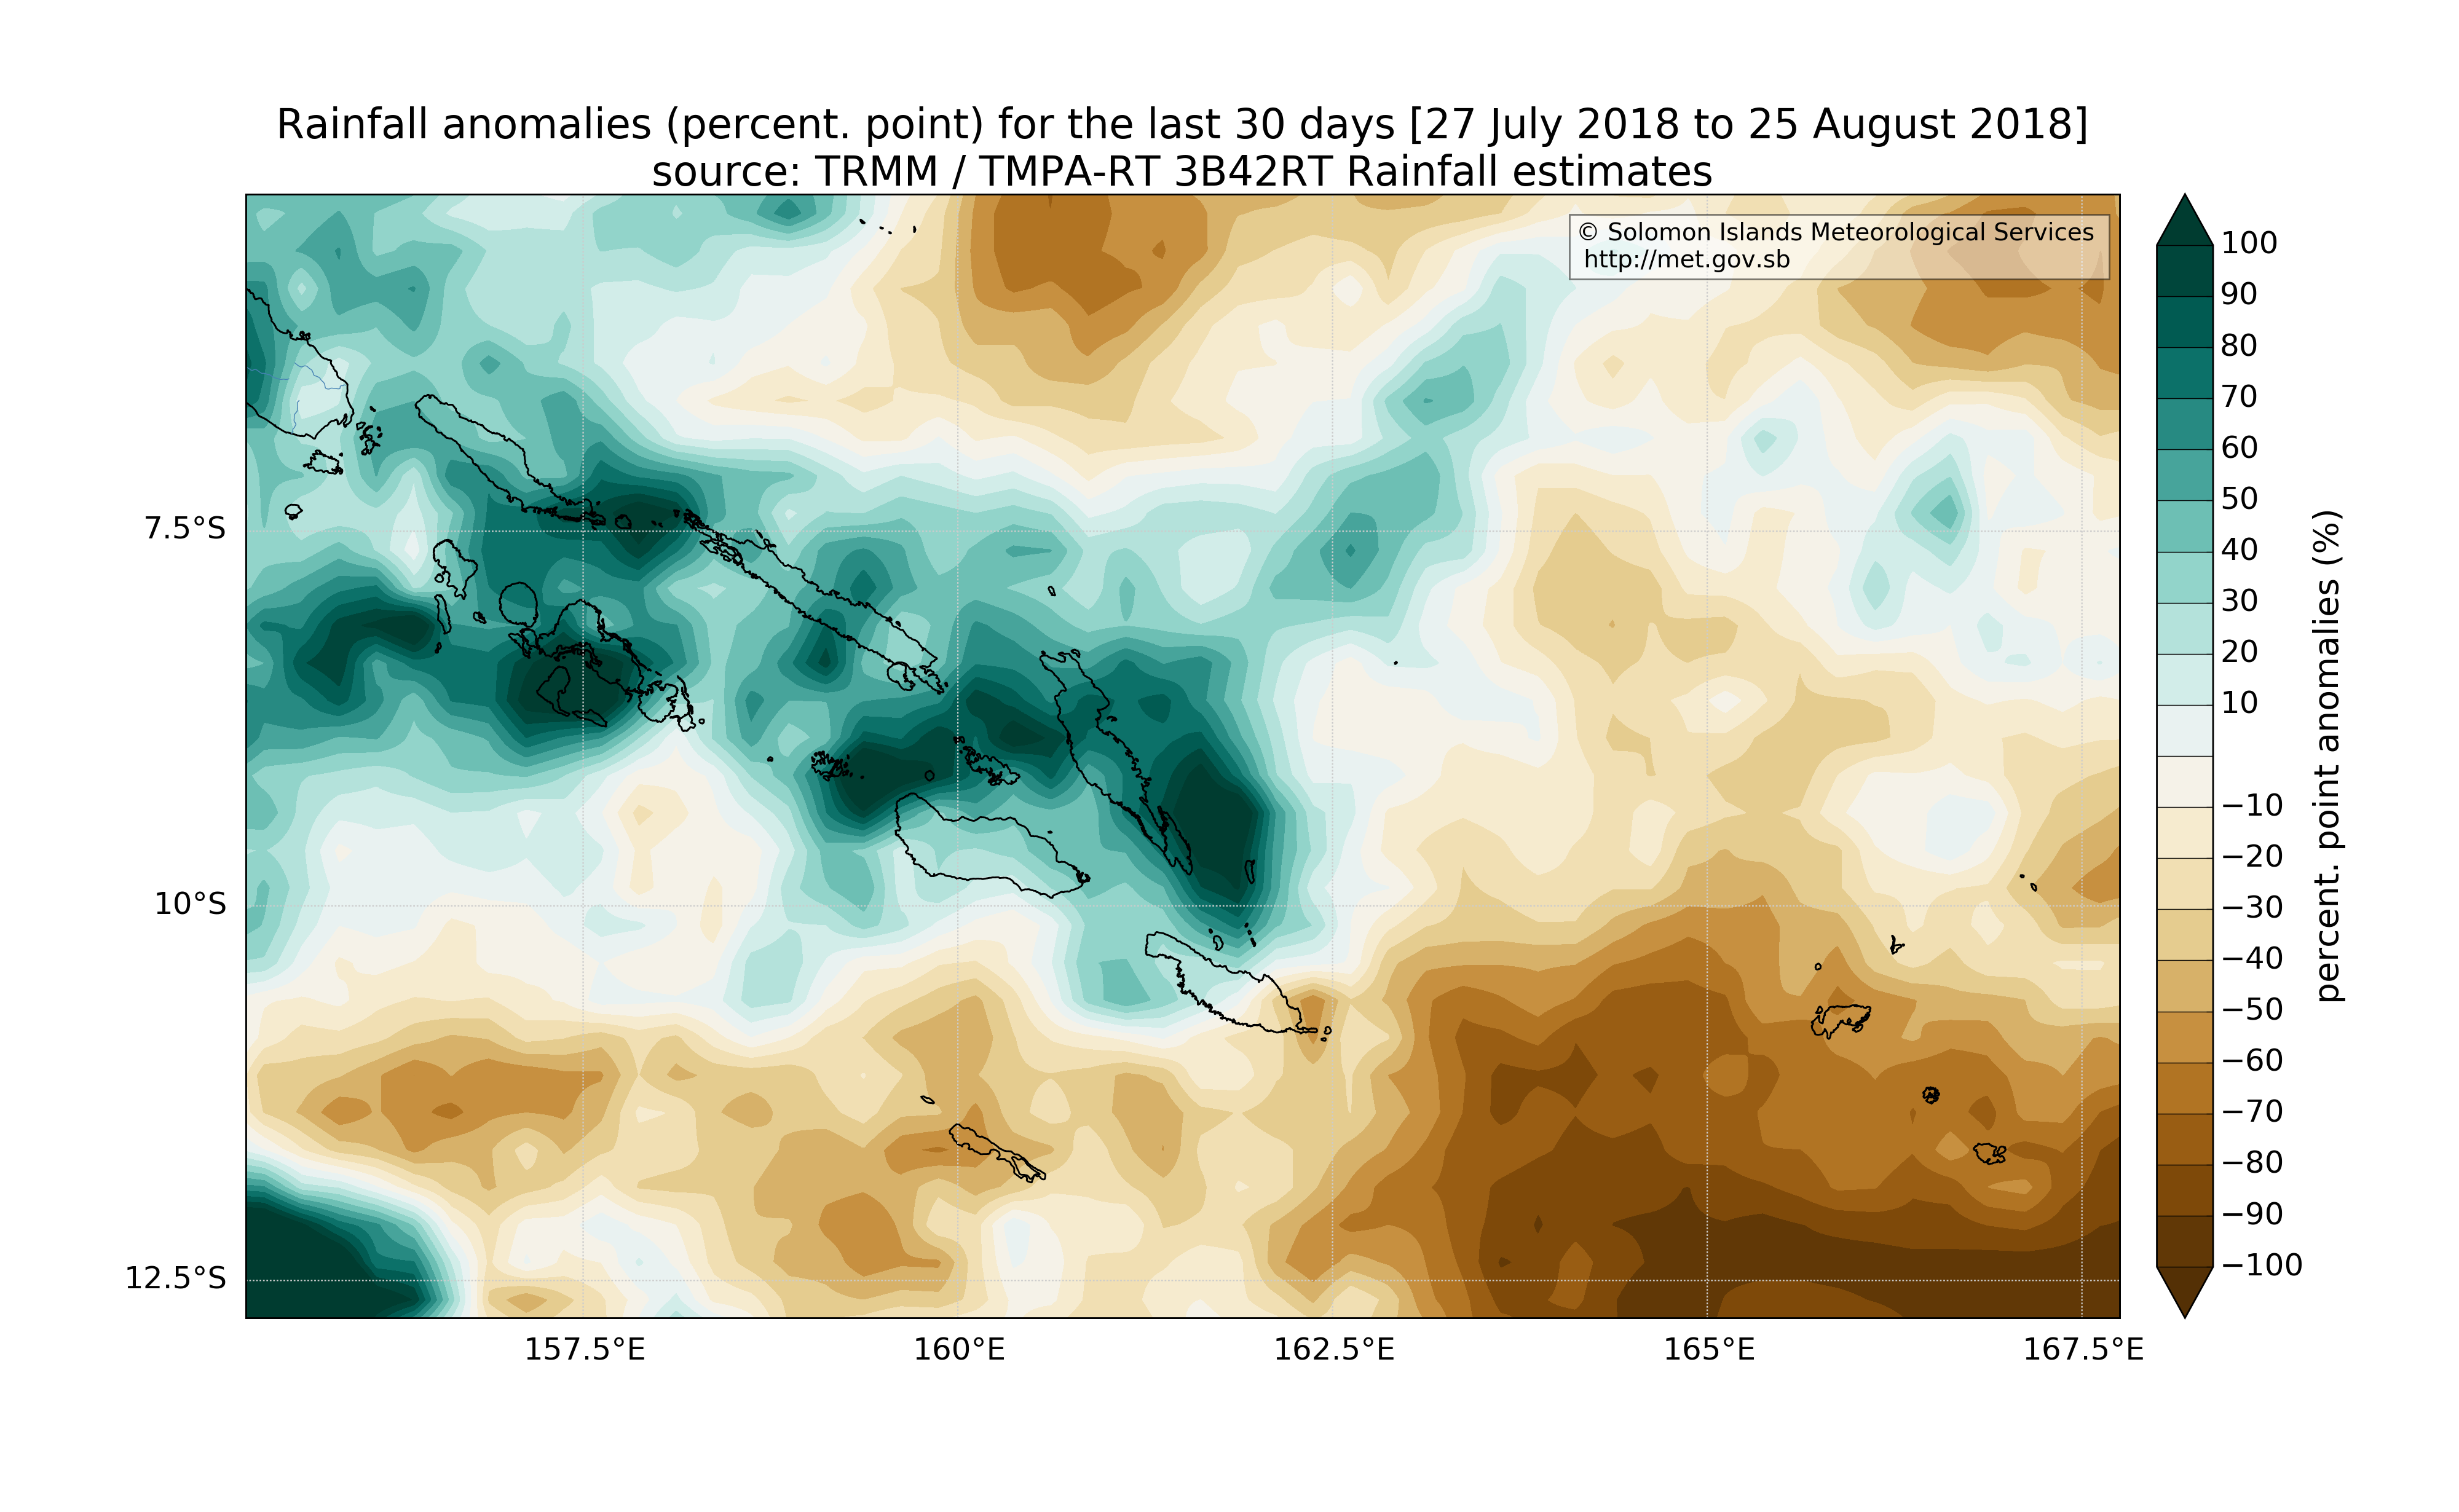 Rainfall anomalies (percent. point) for the last 30 days [27 July 2018 to 25 August 2018]
source: TRMM / TMPA-RT 3B42RT Rainfall estimates
© Solomon Islands Meteorological Services
http://met.gov.sb
7.5°S
10°S
12.5°S
157.5°E
160°E
162.5°E
165°E
167.5°E
100
90
80
70
60
50
40
30
20
10
−10
−20
−30
−40
−50
−60
−70
−80
−90
−100
percent. point anomalies (%)